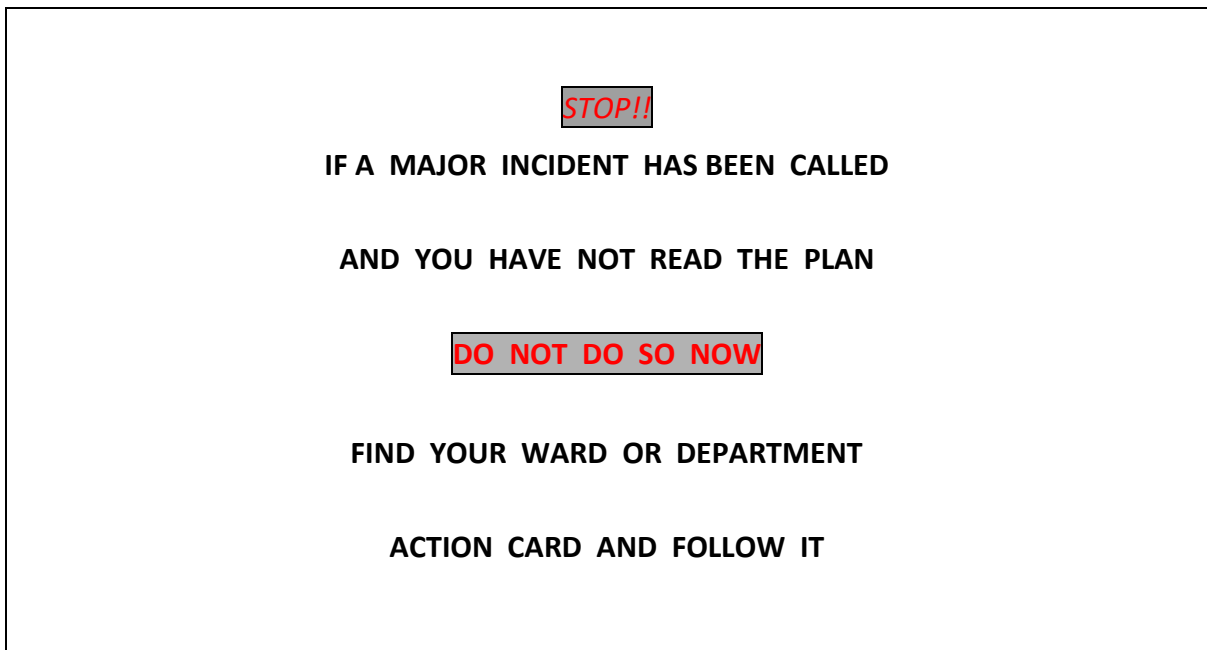 STOP!!
IF A MAJOR INCIDENT HAS BEEN CALLED
AND YOU HAVE NOT READ THE PLAN
DO NOT DO SO NOW
FIND YOUR WARD OR DEPARTMENT
ACTION CARD AND FOLLOW IT